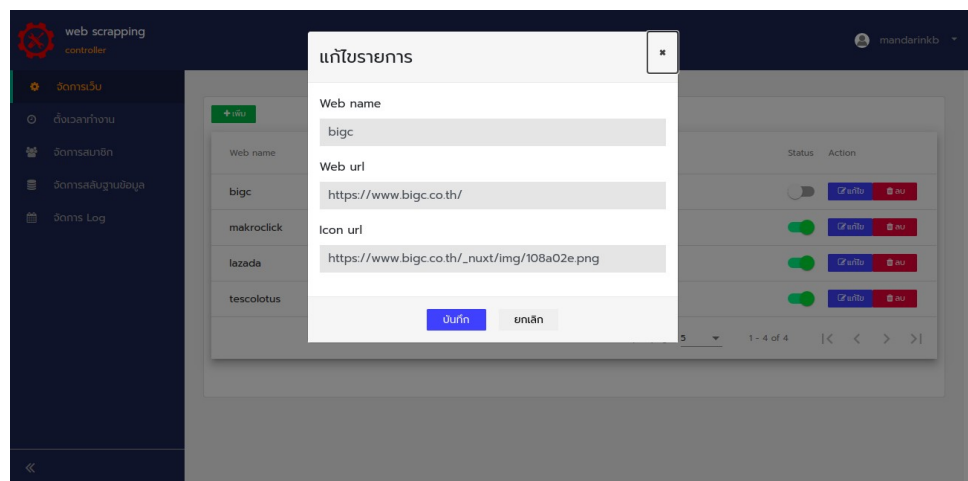 web scrapping
controller
mandarinkb
จัดการเว็บ
ตั้งเวลาทำงาน
จัดการสมาชิก
จัดการสลับฐานข้อมูล
จัดการ Log
+ เพิ่ม
Web name
Status Action
bigc
แก้ไข ลบ
makroclick
แก้ไข ลบ
lazada
แก้ไข ลบ
tescolotus
แก้ไข ลบ
5
1 - 4 of 4
แก้ไขรายการ
Web name
bigc
Web url
https://www.bigc.co.th/
Icon url
https://www.bigc.co.th/_nuxt/img/108a02e.png
บันทึก ยกเลิก